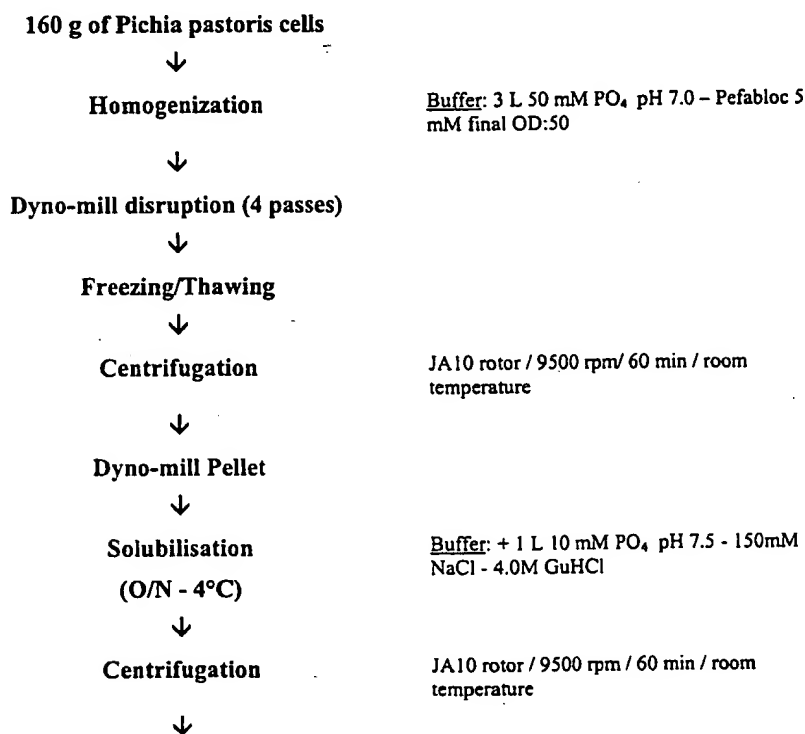 160 g of Pichia pastoris cells
↓
Homogenization
Buffer: 3 L 50 mM PO₄ pH 7.0 – Pefabloc 5
mM final OD:50
↓
Dyno-mill disruption (4 passes)
↓
Freezing/Thawing
↓
Centrifugation
JA10 rotor / 9500 rpm/ 60 min / room
temperature
↓
Dyno-mill Pellet
↓
Solubilisation
(O/N - 4°C)
Buffer: + 1 L 10 mM PO₄ pH 7.5 - 150mM
NaCl - 4.0M GuHCl
↓
Centrifugation
JA10 rotor / 9500 rpm / 60 min / room
temperature
↓